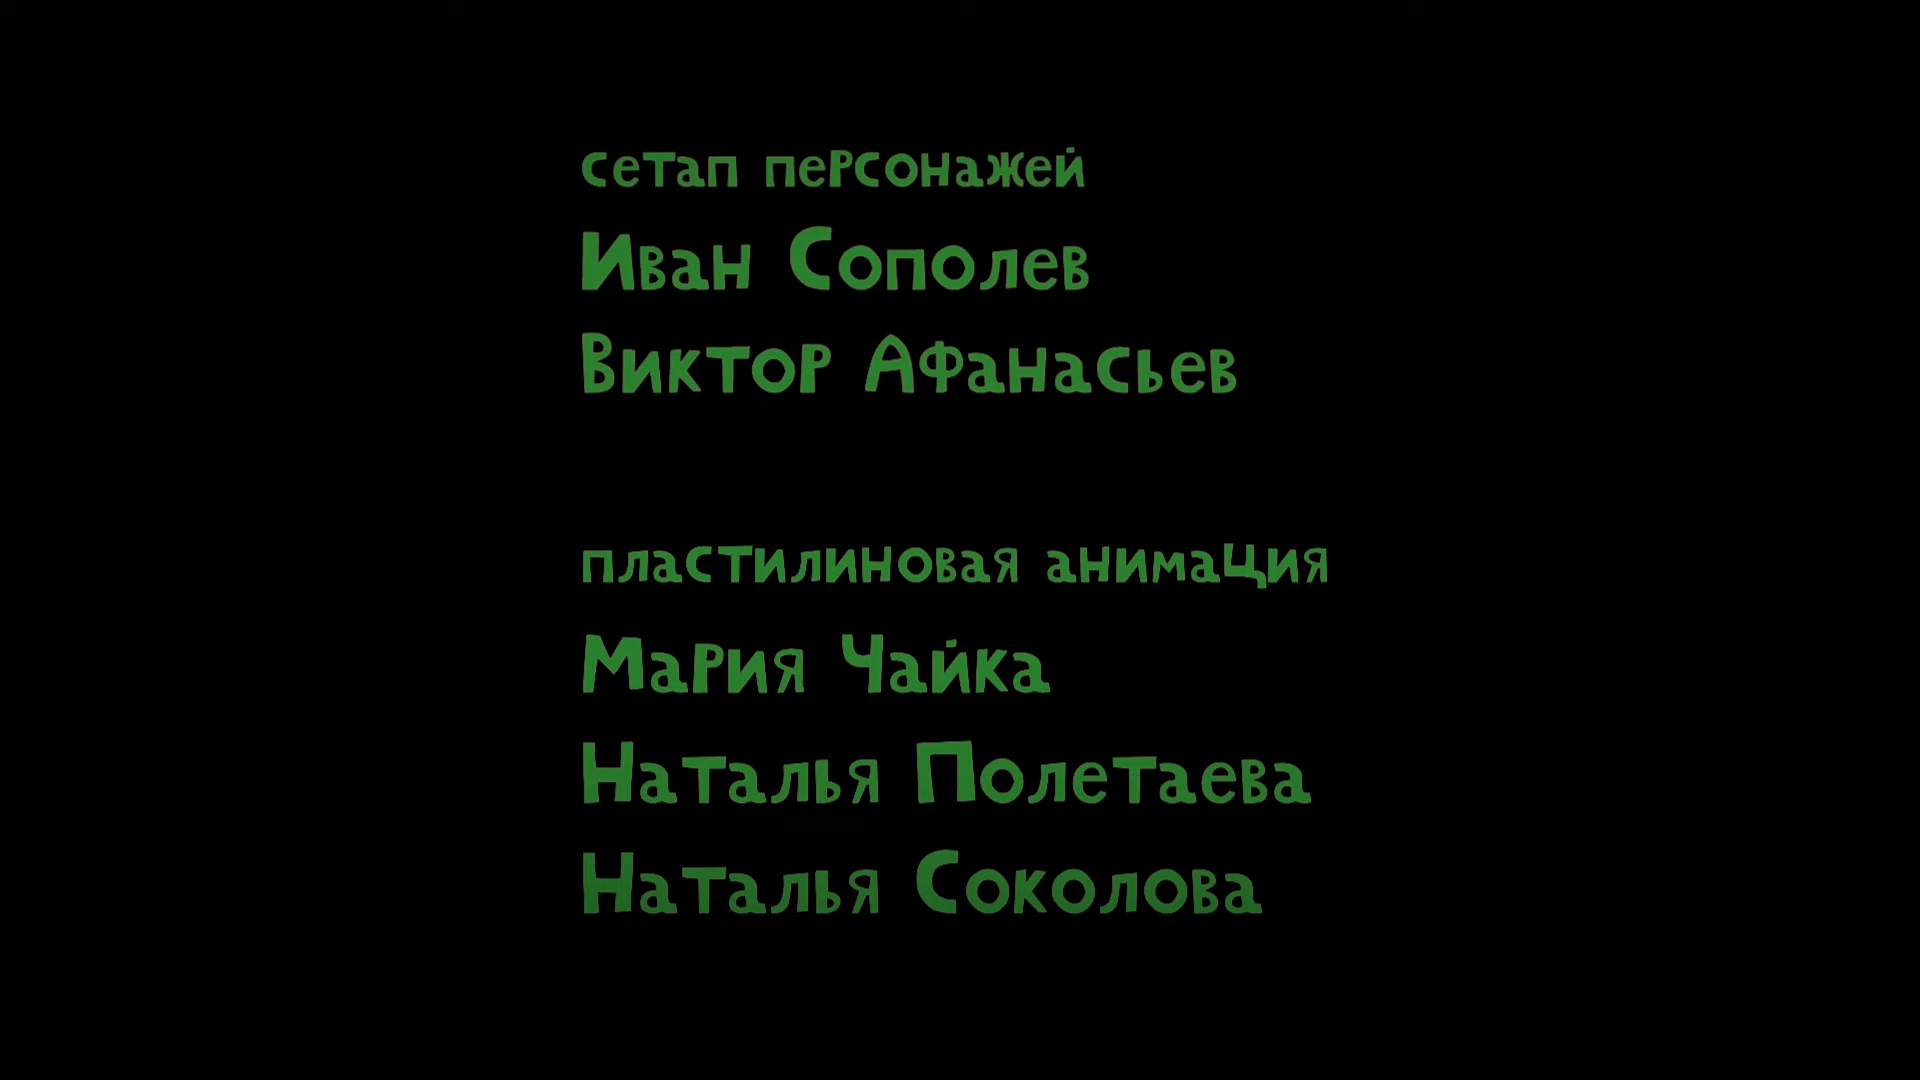 сетап персонажей
Иван Сополев
Виктор Афанасьев
пластилиновая анимация
Мария Чайка
Наталья Полетаева
Наталья Соколова